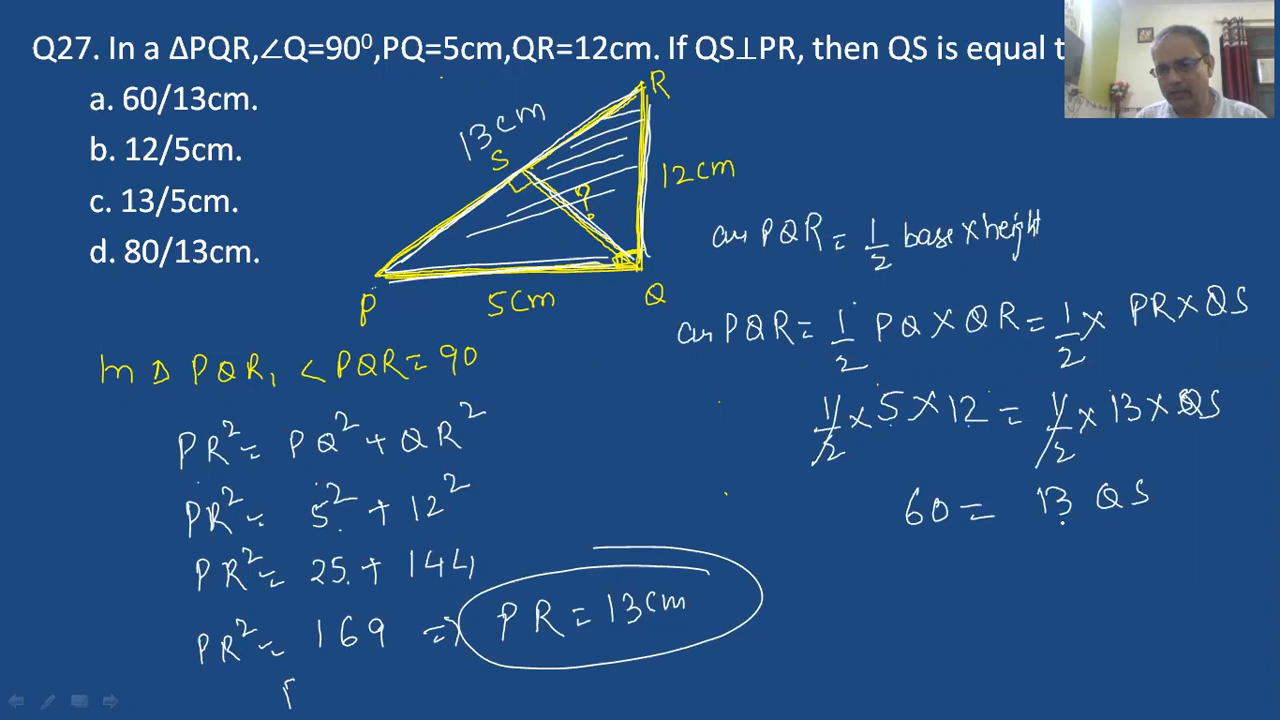 Q27. In a ΔPQR,∠Q=90⁰,PQ=5cm,QR=12cm. If QS⊥PR, then QS is equal t
a. 60/13cm.
b. 12/5cm.
c. 13/5cm.
d. 80/13cm.
R
13cm
S
?
12cm
P
5cm
Q
In Δ PQR, < PQR = 90
PR² = PQ² + QR²
PR² = 5² + 12²
PR² = 25 + 144
PR² = 169 ⇒ PR = 13cm
ar PQR = 1/2 base × height
ar PQR = 1/2 PQ × QR = 1/2 × PR × QS
1/2 × 5 × 12 = 1/2 × 13 × QS
60 = 13 QS